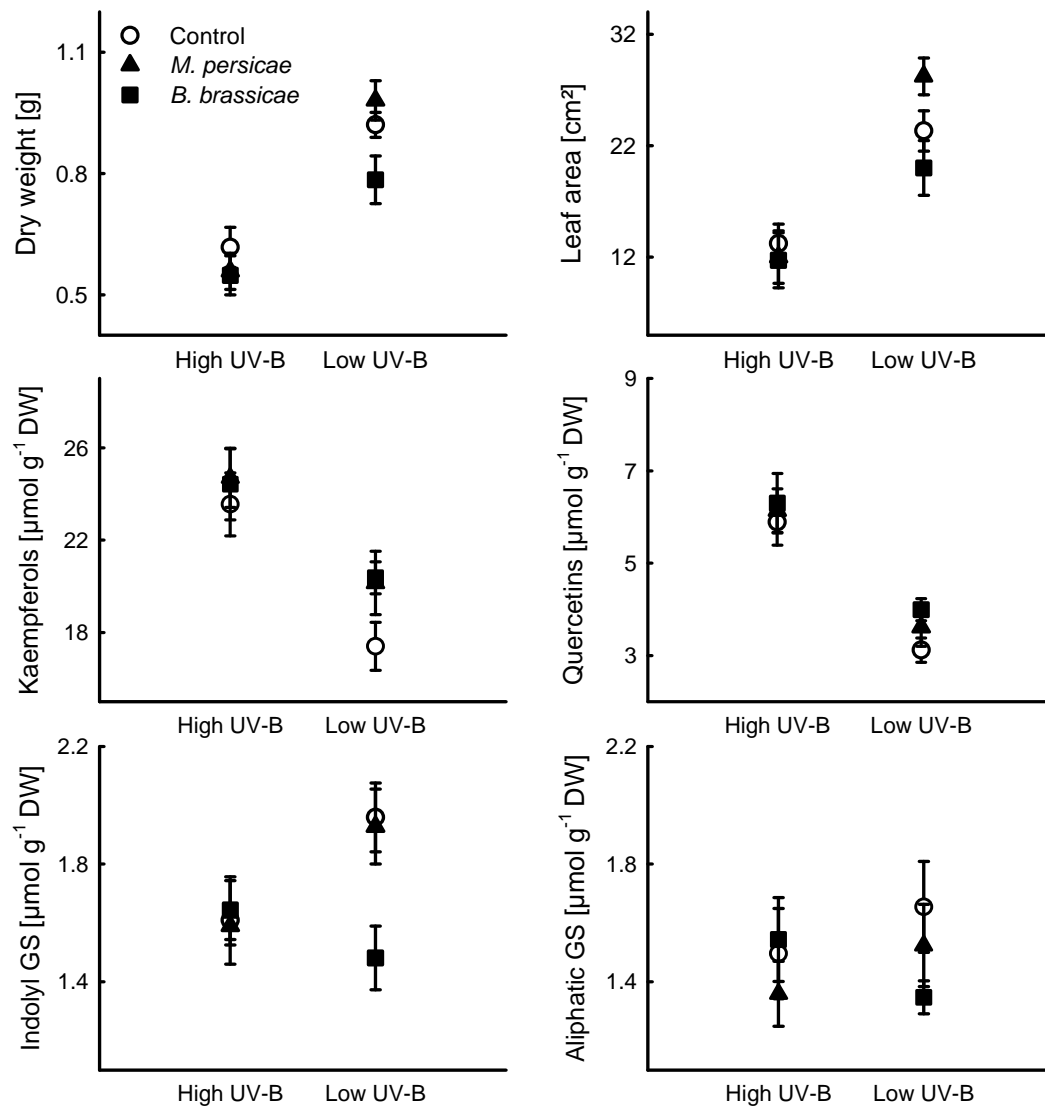 Control
M. persicae
B. brassicae
Dry weight [g]
1.1
0.8
0.5
High UV-B Low UV-B
Leaf area [cm²]
32
22
12
High UV-B Low UV-B
Kaempferols [µmol g⁻¹ DW]
26
22
18
High UV-B Low UV-B
Quercetins [µmol g⁻¹ DW]
9
7
5
3
High UV-B Low UV-B
Indolyl GS [µmol g⁻¹ DW]
2.2
1.8
1.4
High UV-B Low UV-B
Aliphatic GS [µmol g⁻¹ DW]
2.2
1.8
1.4
High UV-B Low UV-B